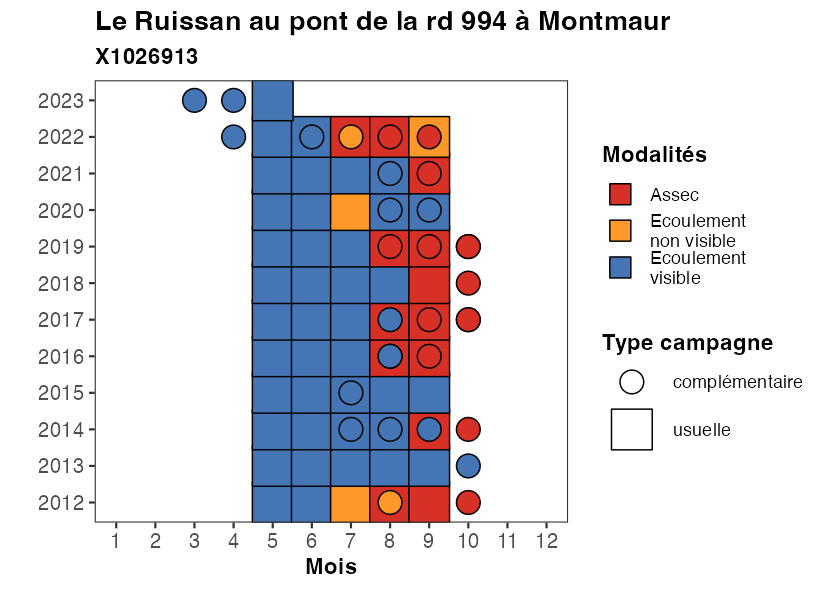 Le Ruissan au pont de la rd 994 à Montmaur
X1026913
2023
2022
2021
2020
2019
2018
2017
2016
2015
2014
2013
2012
1 2 3 4 5 6 7 8 9 10 11 12
Mois
Modalités
Assec
Ecoulement
non visible
Ecoulement
visible
Type campagne
complémentaire
usuelle